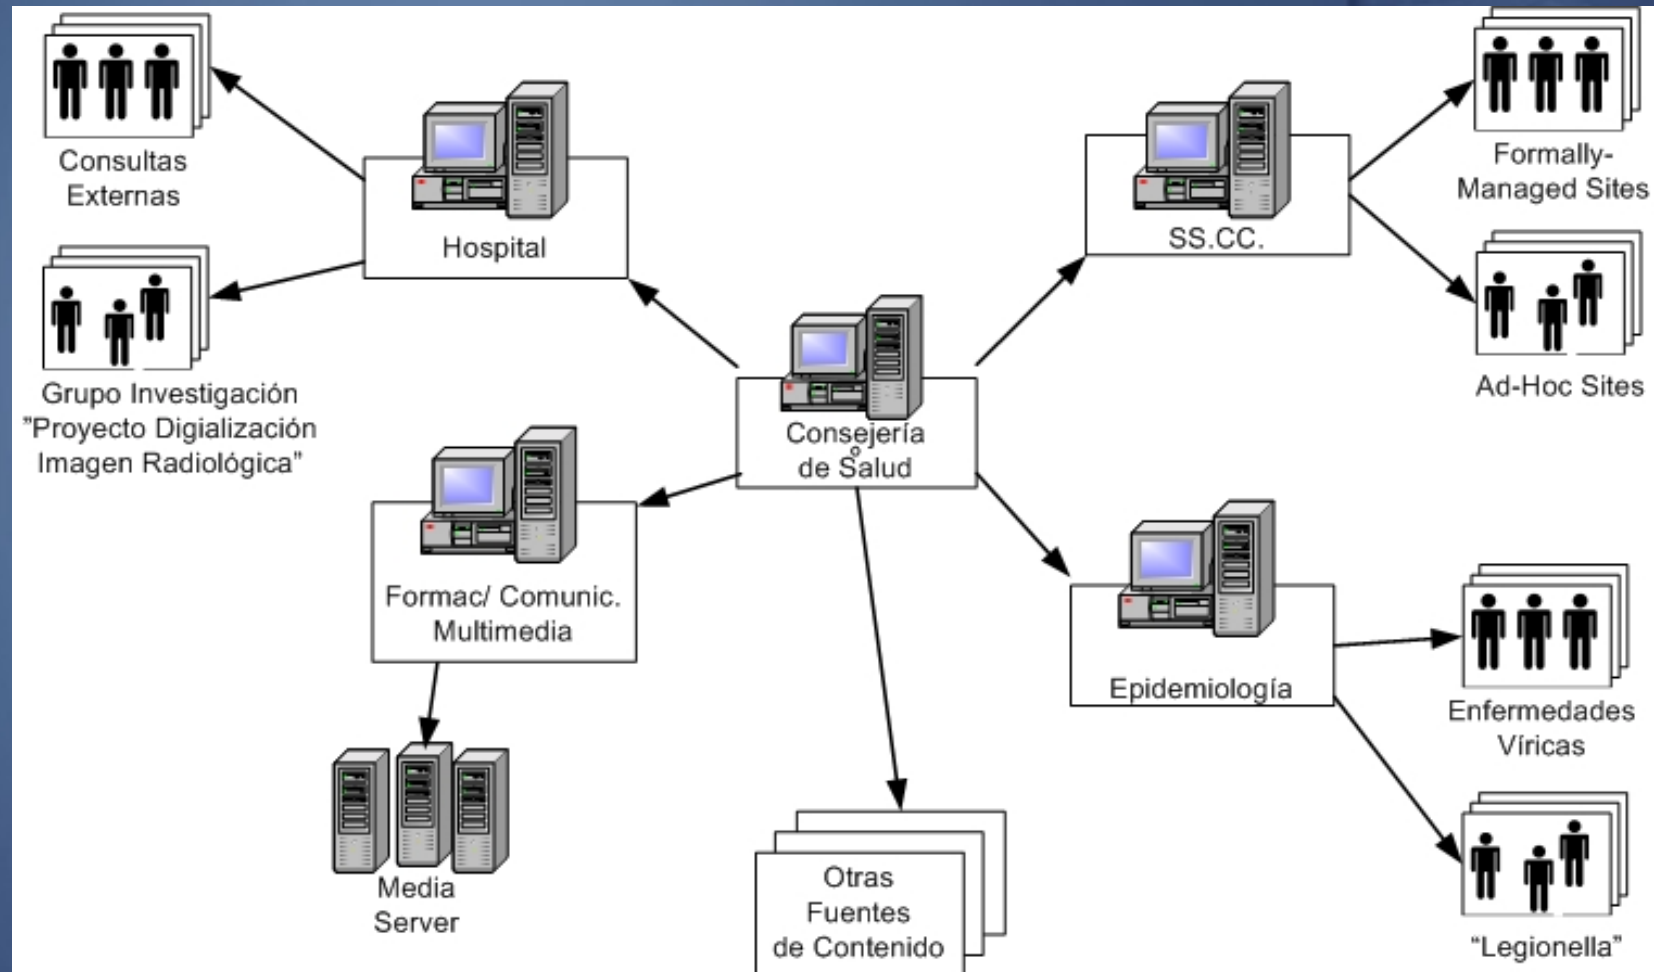 Consultas
Externas
Hospital
Grupo Investigación
”Proyecto Digialización
Imagen Radiológica”
SS.CC.
Formally-
Managed Sites
Ad-Hoc Sites
Consejería
de Salud
Formac/ Comunic.
Multimedia
Media
Server
Otras
Fuentes
de Contenido
Epidemiología
Enfermedades
Víricas
“Legionella”